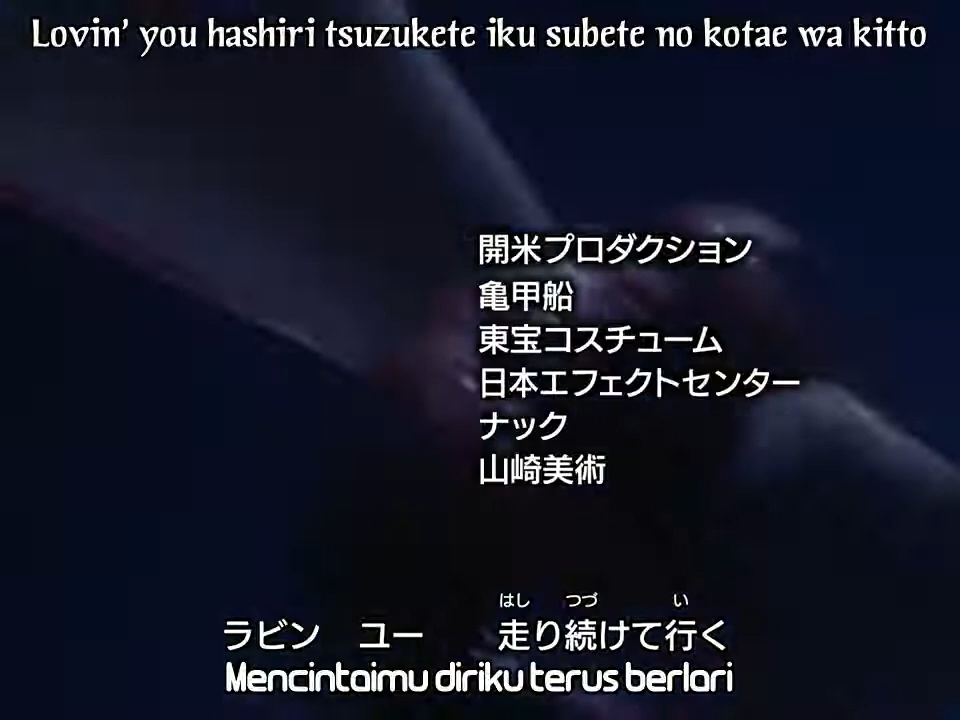 Lovin' you hashiri tsuzukete iku subete no kotae wa kitto
開米プロダクション
亀甲船
東宝コスチューム
日本エフェクトセンター
ナック
山崎美術
はし つづ い
ラビン ユー 走り続けて行く
Mencintaimu diriku terus berlari